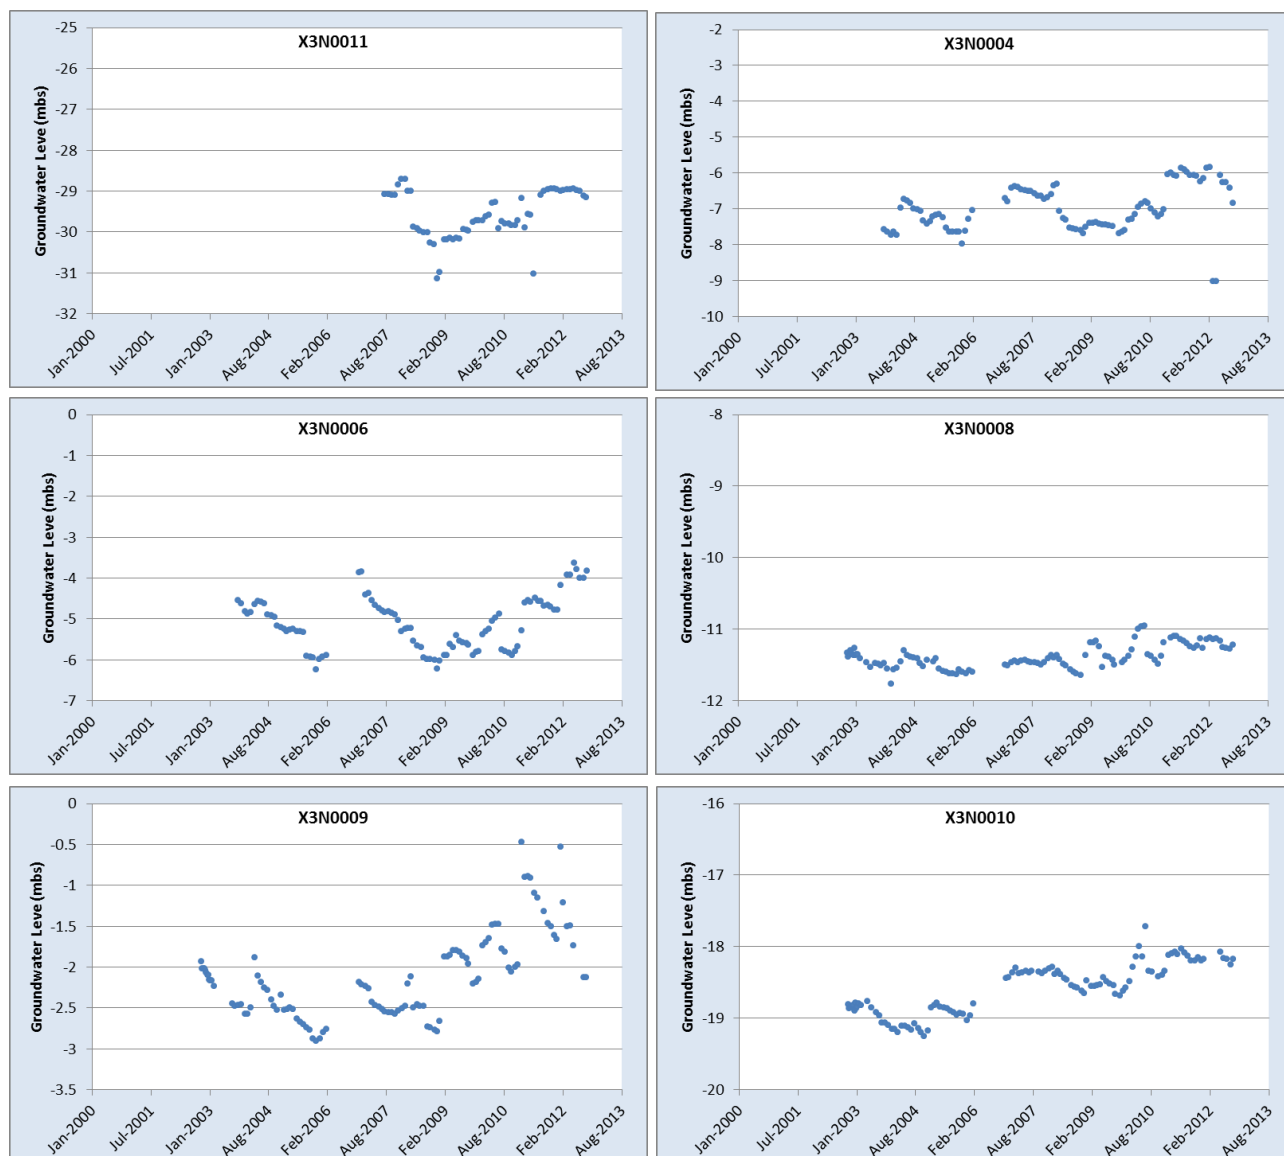 X3N0011
Groundwater Leve (mbs)
-25
-26
-27
-28
-29
-30
-31
-32
Jan-2000
Jul-2001
Jan-2003
Aug-2004
Feb-2006
Aug-2007
Feb-2009
Aug-2010
Feb-2012
Aug-2013
X3N0004
Groundwater Leve (mbs)
-2
-3
-4
-5
-6
-7
-8
-9
-10
Jan-2000
Jul-2001
Jan-2003
Aug-2004
Feb-2006
Aug-2007
Feb-2009
Aug-2010
Feb-2012
Aug-2013
X3N0006
Groundwater Leve (mbs)
0
-1
-2
-3
-4
-5
-6
-7
Jan-2000
Jul-2001
Jan-2003
Aug-2004
Feb-2006
Aug-2007
Feb-2009
Aug-2010
Feb-2012
Aug-2013
X3N0008
Groundwater Leve (mbs)
-8
-9
-10
-11
-12
Jan-2000
Jul-2001
Jan-2003
Aug-2004
Feb-2006
Aug-2007
Feb-2009
Aug-2010
Feb-2012
Aug-2013
X3N0009
Groundwater Leve (mbs)
0
-0.5
-1
-1.5
-2
-2.5
-3
-3.5
Jan-2000
Jul-2001
Jan-2003
Aug-2004
Feb-2006
Aug-2007
Feb-2009
Aug-2010
Feb-2012
Aug-2013
X3N0010
Groundwater Leve (mbs)
-16
-17
-18
-19
-20
Jan-2000
Jul-2001
Jan-2003
Aug-2004
Feb-2006
Aug-2007
Feb-2009
Aug-2010
Feb-2012
Aug-2013